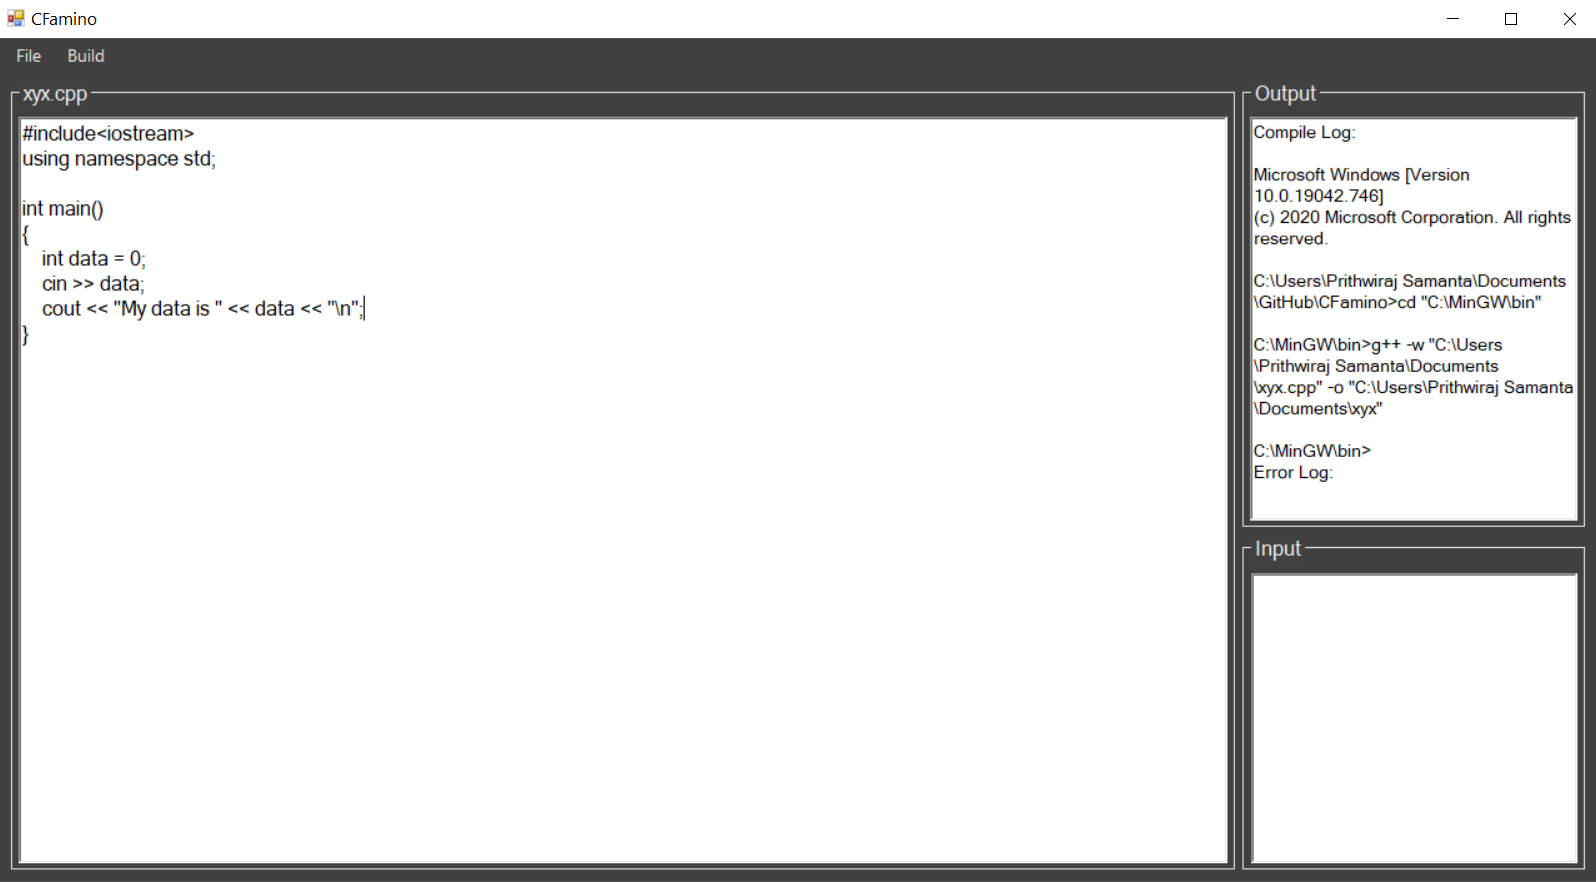 CFamino
File Build
xyx.cpp
#include<iostream>
using namespace std;
int main()
{
    int data = 0;
    cin >> data;
    cout << "My data is " << data << "\n";
}
Output
Compile Log:
Microsoft Windows [Version
10.0.19042.746]
(c) 2020 Microsoft Corporation. All rights
reserved.
C:\Users\Prithwiraj Samanta\Documents
\GitHub\CFamino>cd "C:\MinGW\bin"
C:\MinGW\bin>g++ -w "C:\Users
\Prithwiraj Samanta\Documents
\xyx.cpp" -o "C:\Users\Prithwiraj Samanta
\Documents\xyx"
C:\MinGW\bin>
Error Log:
Input